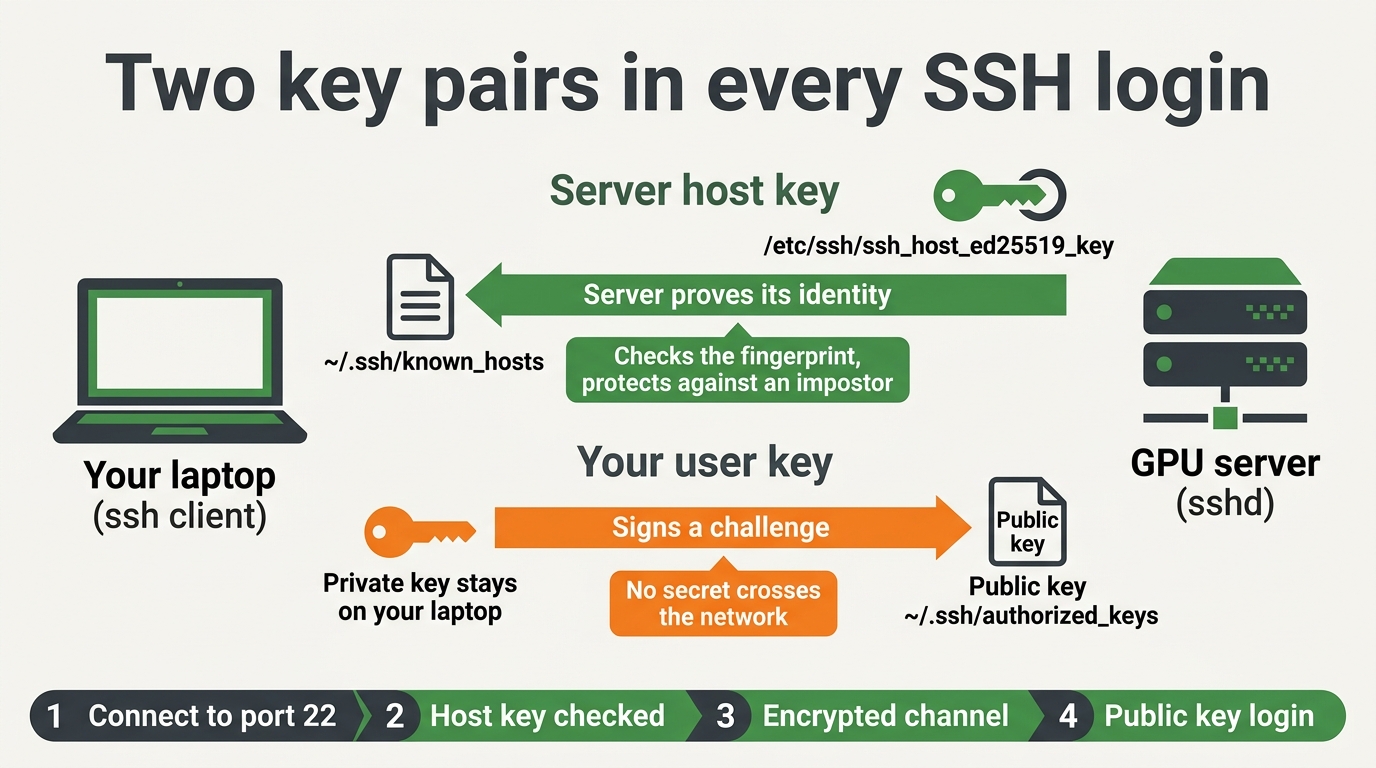 Two key pairs in every SSH login
Server host key
/etc/ssh/ssh_host_ed25519_key
Server proves its identity
~/.ssh/known_hosts
Checks the fingerprint,
protects against an impostor
Your laptop
(ssh client)
GPU server
(sshd)
Your user key
Signs a challenge
Public
key
Private key stays
on your laptop
No secret crosses
the network
Public key
~/.ssh/authorized_keys
1 Connect to port 22
2 Host key checked
3 Encrypted channel
4 Public key login